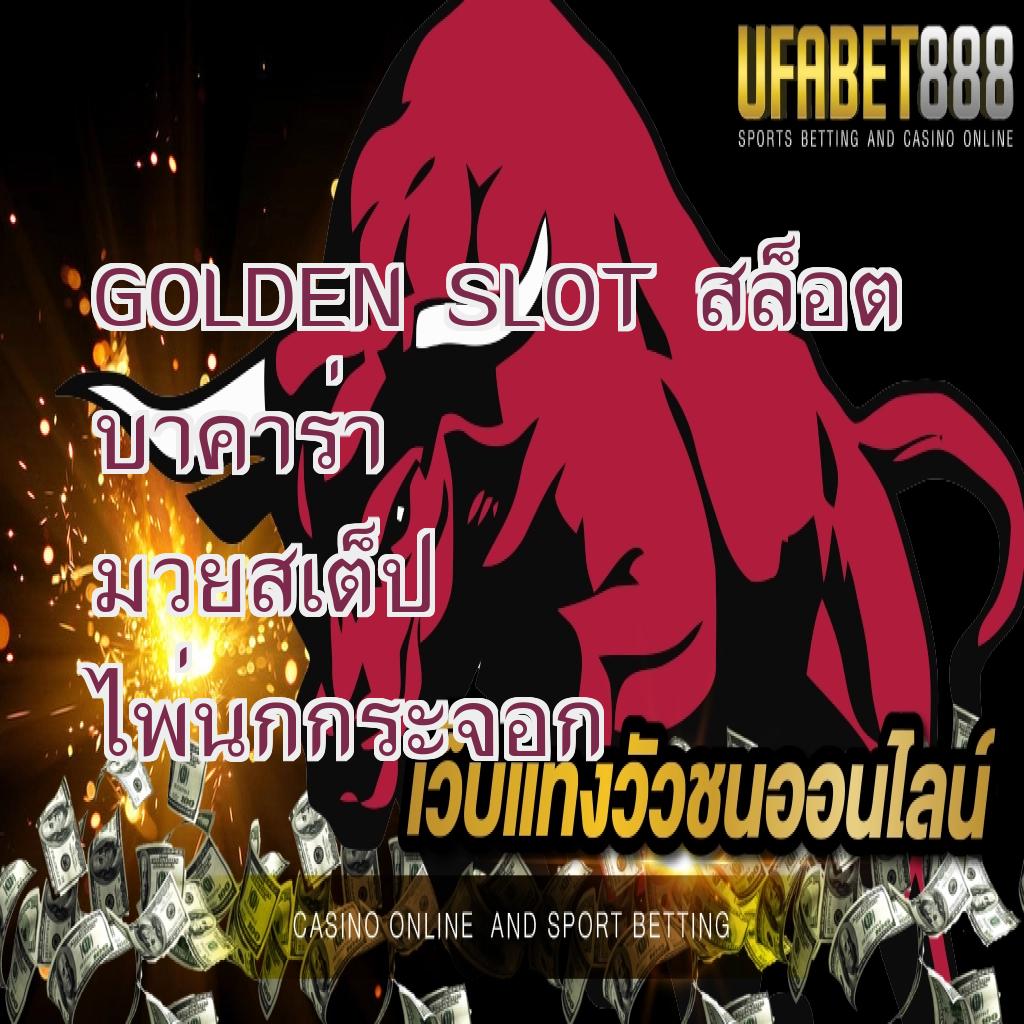 UFABET888
SPORTS BETTING AND CASINO ONLINE
GOLDEN SLOT สล็อต
บาคาร่า
มวยสเต็ป
ไพ่นกกระจอก
เว็บแทงวัวชนออนไลน์
CASINO ONLINE AND SPORT BETTING